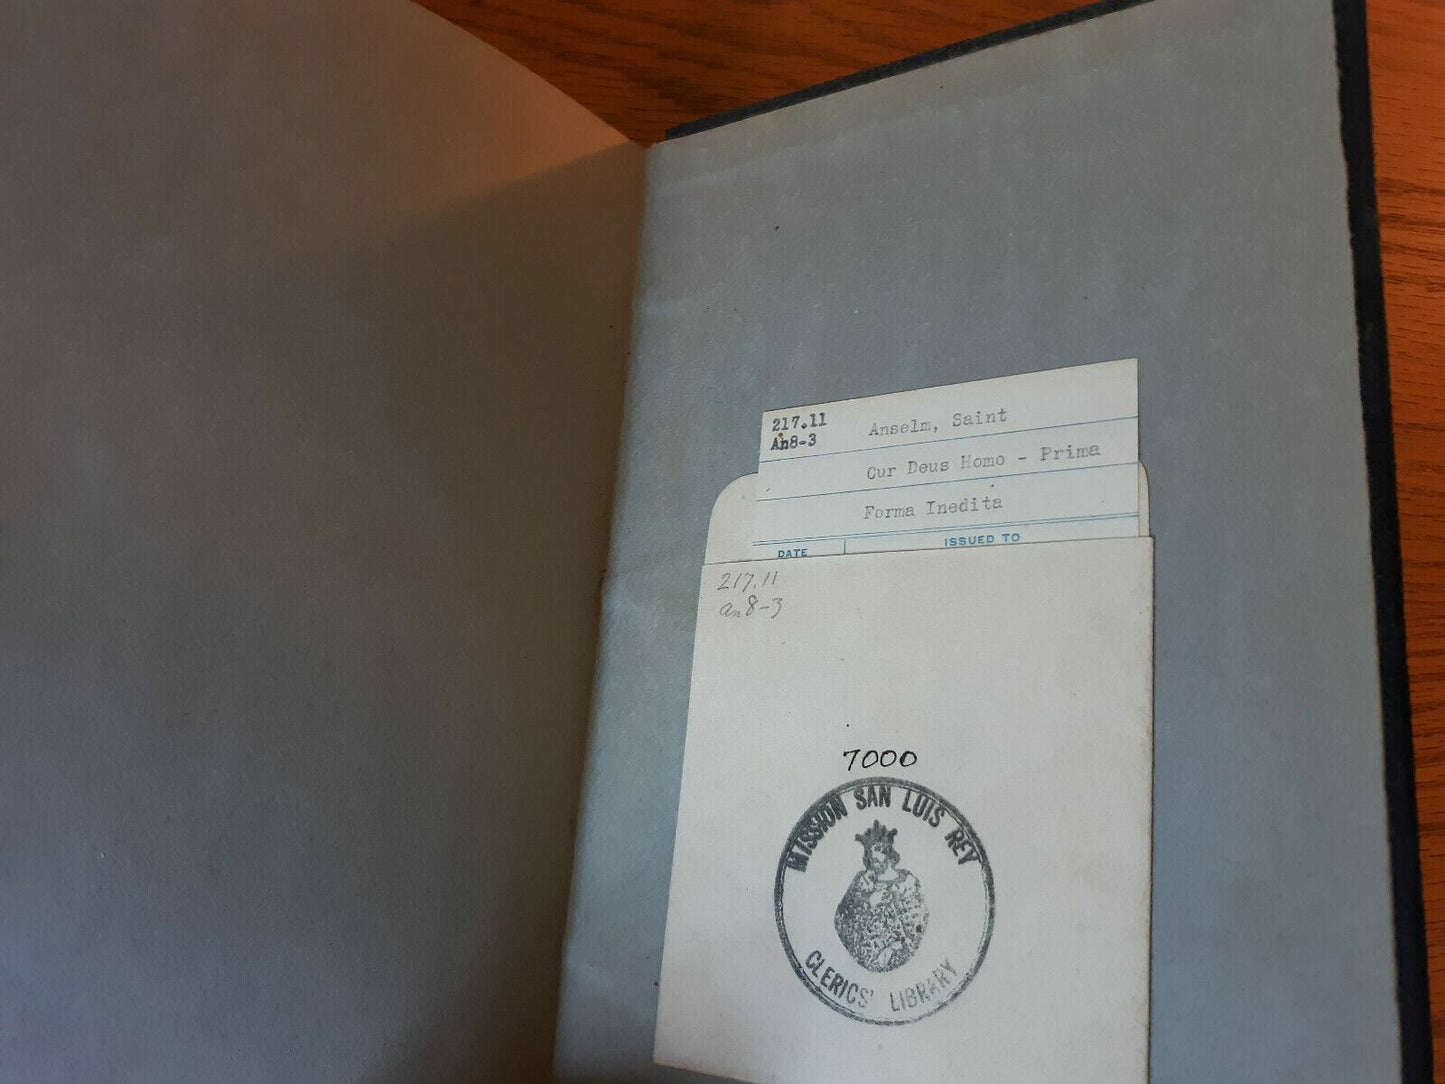 217.11 Anselm, Saint
An8-3
Cur Deus Homo - Prima
Forma Inedita
DATE ISSUED TO
217.11
an8-3
7000
MISSION SAN LUIS REY
CLERICS' LIBRARY